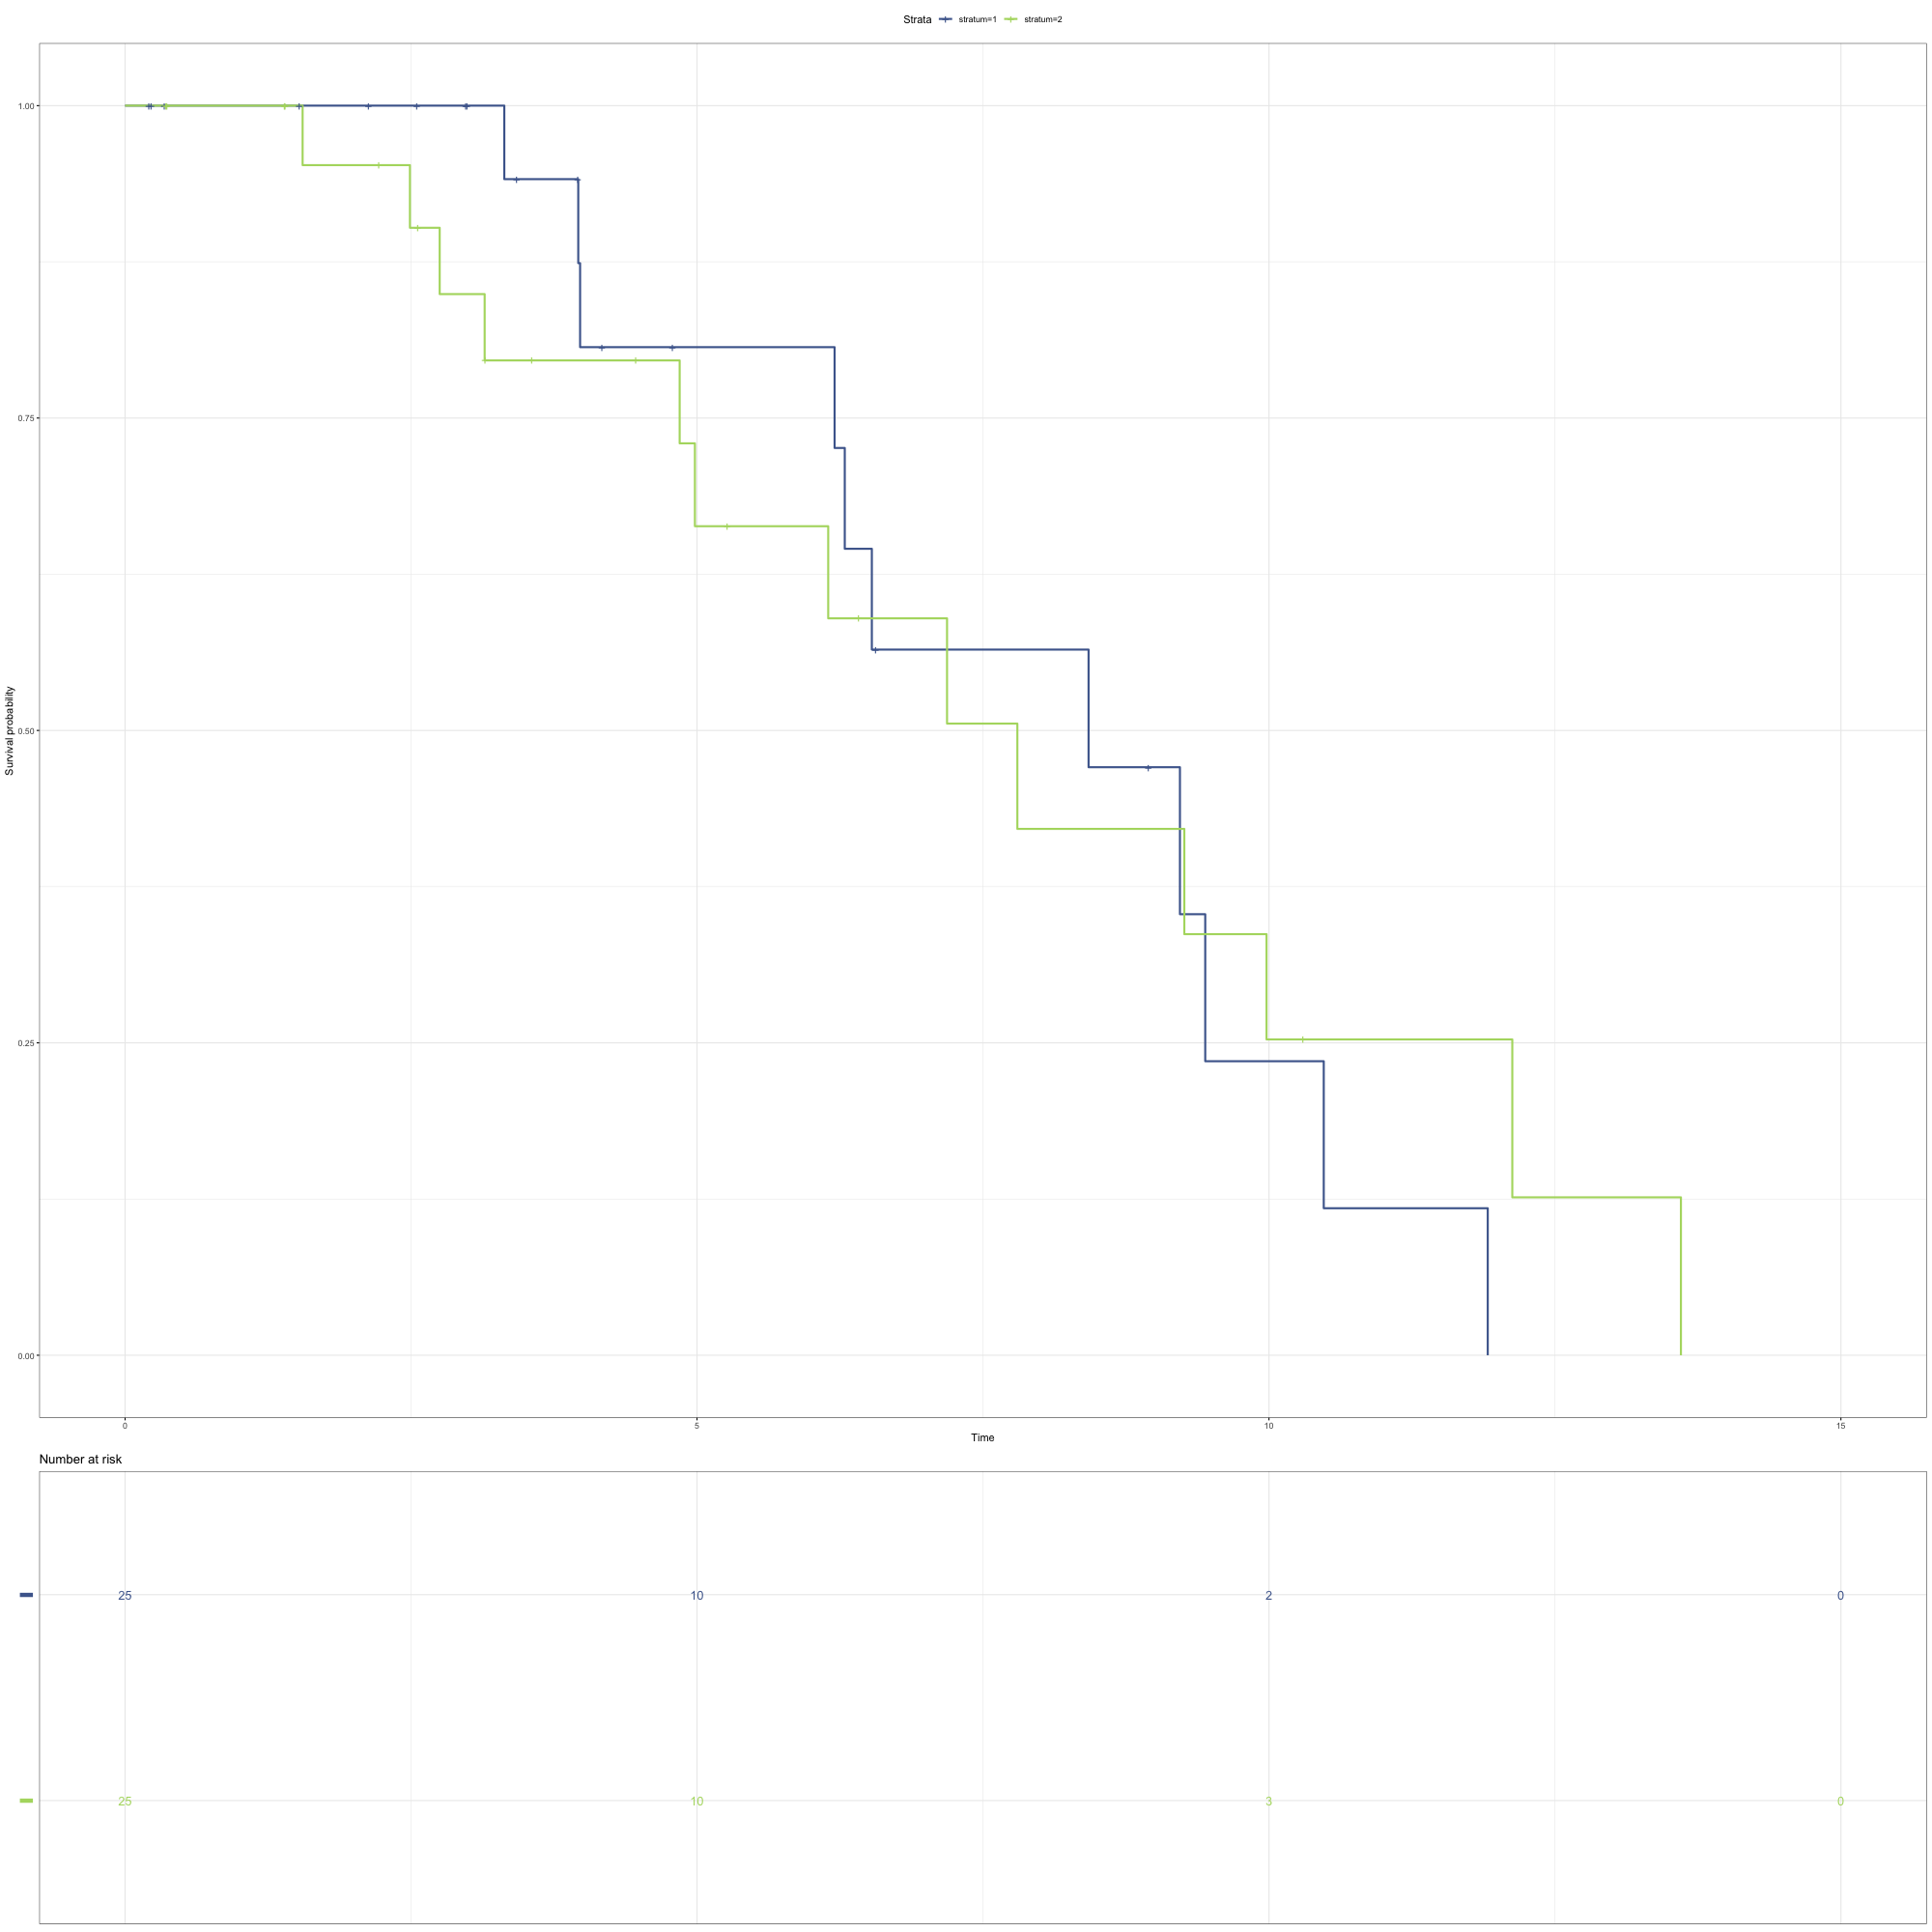 Strata stratum=1 stratum=2
1.00
0.75
0.50
0.25
0.00
Survival probability
0 5 10 15
Time
Number at risk
25 10 2 0
25 10 3 0